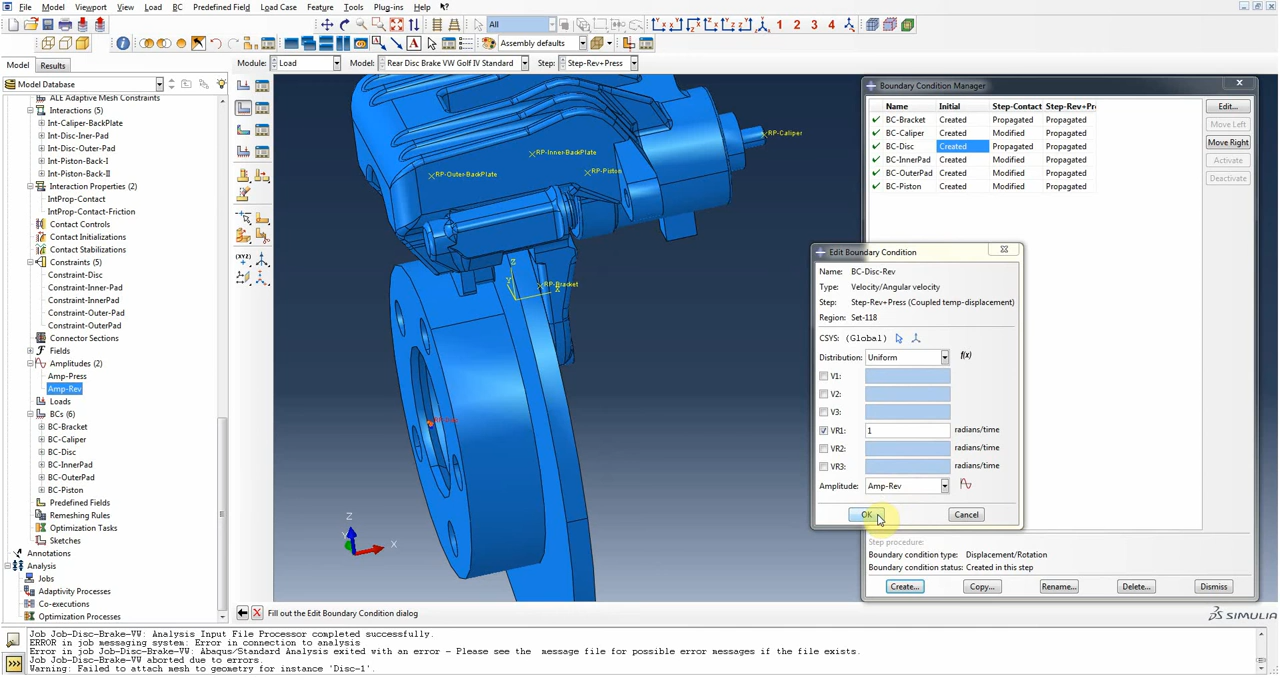 File Model Viewport View Load BC Predefined Field Load Case Feature Tools Plug-ins Help
All 1 2 3 4
Assembly defaults
Model Results Module: Load Model: Rear Disc Brake VW Golf IV Standard Step: Step-Rev+Press
Model Database
ALE Adaptive Mesh Constraints
Interactions (5)
Int-Caliper-BackPlate
Int-Disc-Iner-Pad
Int-Disc-Outer-Pad
Int-Piston-Back-I
Int-Piston-Back-II
Interaction Properties (2)
IntProp-Contact
IntProp-Contact-Friction
Contact Controls
Contact Initializations
Contact Stabilizations
Constraints (5)
Constraint-Disc
Constraint-Inner-Pad
Constraint-InnerPad
Constraint-Outer-Pad
Constraint-OuterPad
Connector Sections
Fields
Amplitudes (2)
Amp-Press
Amp-Rev
Loads
BCs (6)
BC-Bracket
BC-Caliper
BC-Disc
BC-InnerPad
BC-OuterPad
BC-Piston
Predefined Fields
Remeshing Rules
Optimization Tasks
Sketches
Annotations
Analysis
Jobs
Adaptivity Processes
Co-executions
Optimization Processes
(XYZ)
RP-Caliper
RP-Inner-BackPlate
RP-Outer-BackPlate
RP-Piston
RP-Bracket
Z
X
Z
X
Boundary Condition Manager
Name Initial Step-Contact Step-Rev+Pr
BC-Bracket Created Propagated Propagated
BC-Caliper Created Modified Propagated
BC-Disc Created Propagated Propagated
BC-InnerPad Created Modified Propagated
BC-OuterPad Created Modified Propagated
BC-Piston Created Modified Propagated
Edit...
Move Left
Move Right
Activate
Deactivate
Edit Boundary Condition
Name: BC-Disc-Rev
Type: Velocity/Angular velocity
Step: Step-Rev+Press (Coupled temp-displacement)
Region: Set-118
CSYS: (Global)
Distribution: Uniform f(x)
V1:
V2:
V3:
VR1: 1 radians/time
VR2: radians/time
VR3: radians/time
Amplitude: Amp-Rev
OK Cancel
Step procedure:
Boundary condition type: Displacement/Rotation
Boundary condition status: Created in this step
Create... Copy... Rename... Delete... Dismiss
Fill out the Edit Boundary Condition dialog
SIMULIA
Job Job-Disc-Brake-VW: Analysis Input File Processor completed successfully.
ERROR in job messaging system: Error in connection to analysis
Error in job Job-Disc-Brake-VW: Abaqus/Standard Analysis exited with an error - Please see the message file for possible error messages if the file exists.
Job Job-Disc-Brake-VW aborted due to errors.
Warning: Failed to attach mesh to geometry for instance 'Disc-1'.